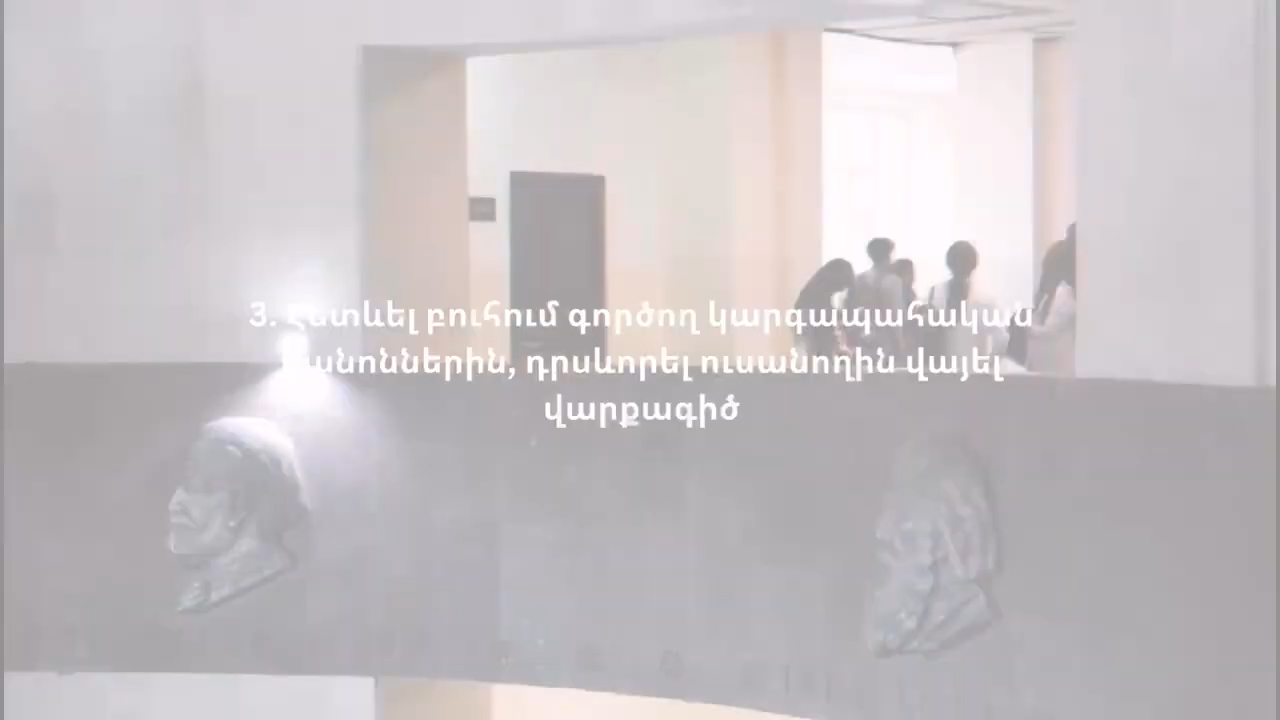 3. Հետևել բուհում գործող կարգապահական
կանոններին, դրսևորել ուսանողին վայել
վարքագիծ